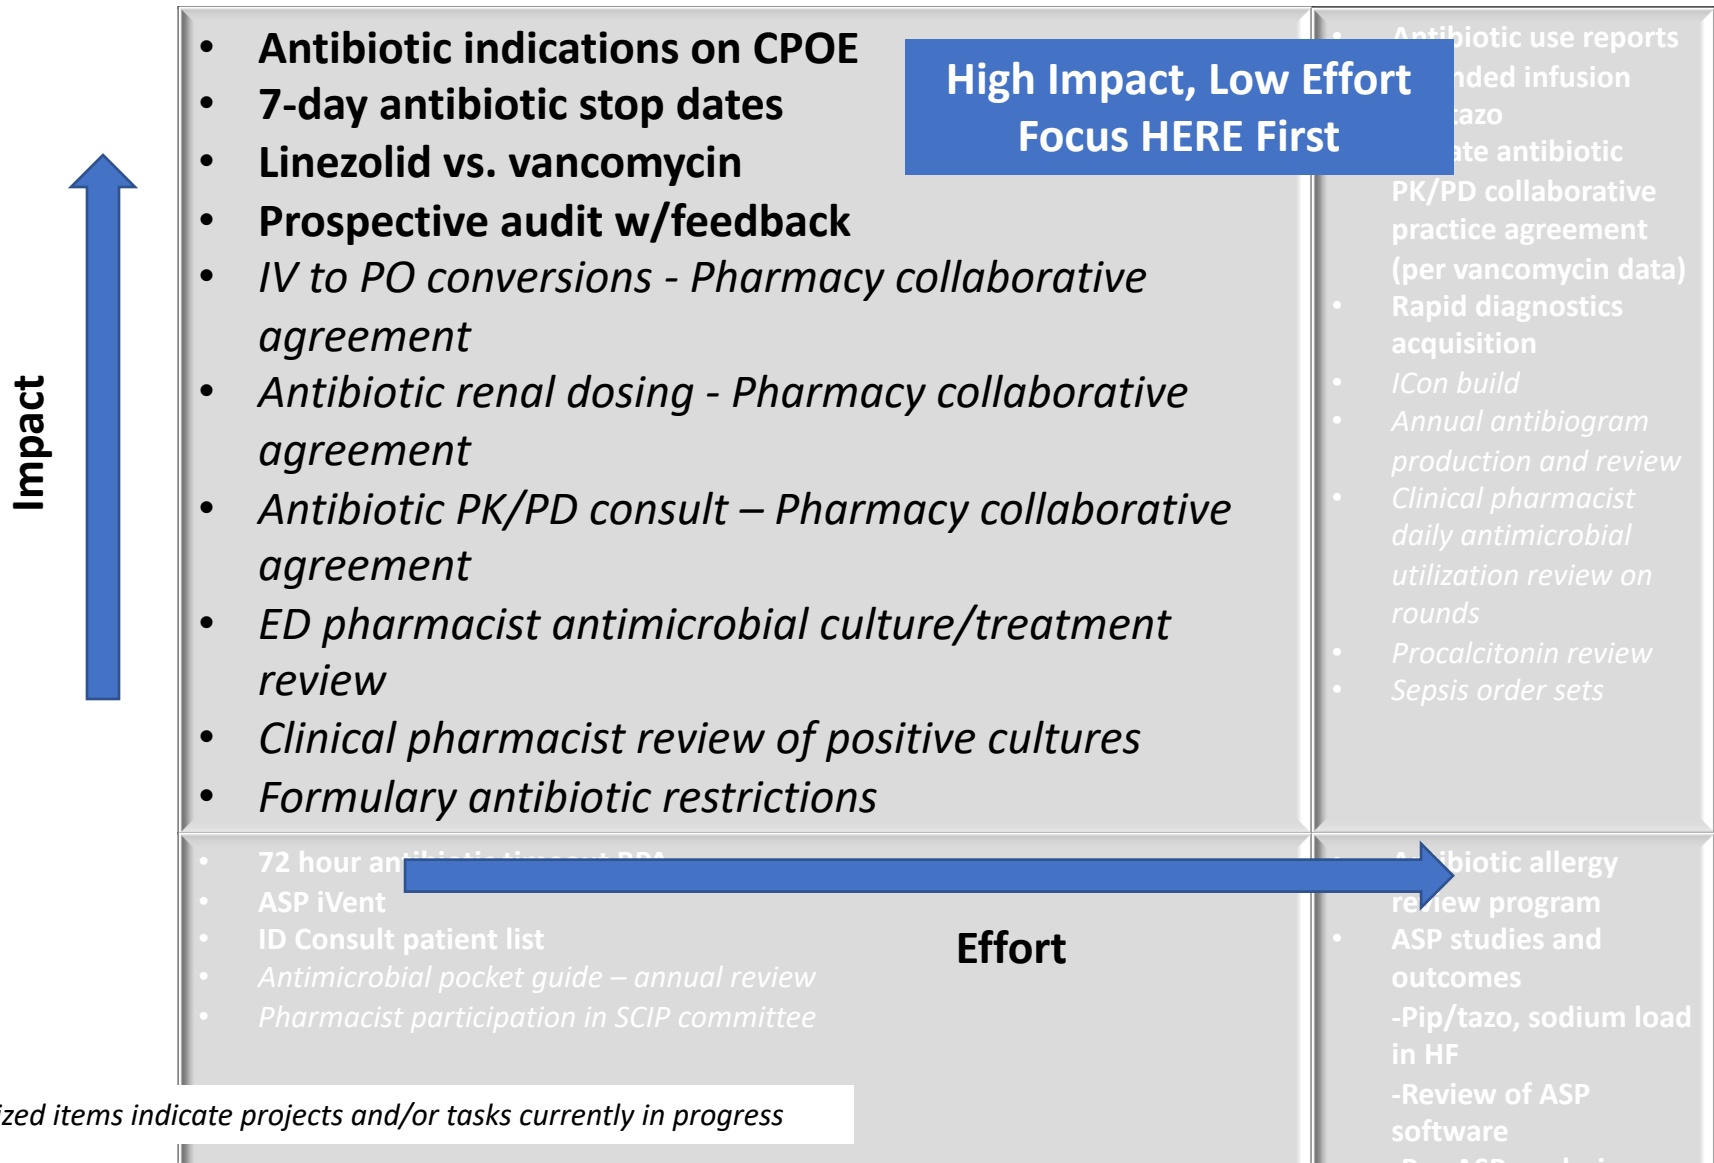 • Antibiotic indications on CPOE
• 7-day antibiotic stop dates
• Linezolid vs. vancomycin
• Prospective audit w/feedback
• IV to PO conversions - Pharmacy collaborative
agreement
• Antibiotic renal dosing - Pharmacy collaborative
agreement
• Antibiotic PK/PD consult – Pharmacy collaborative
agreement
• ED pharmacist antimicrobial culture/treatment
review
• Clinical pharmacist review of positive cultures
• Formulary antibiotic restrictions
High Impact, Low Effort
Focus HERE First
Antibiotic use reports
infusion
antibiotic
PK/PD collaborative
practice agreement
(per vancomycin data)
• Rapid diagnostics
acquisition
• ICon build
• Annual antibiogram
production and review
• Clinical pharmacist
daily antimicrobial
utilization review on
rounds
• Procalcitonin review
• Sepsis order sets
Impact
• 72 hour antibiotic timeout BPA
• ASP iVent
• ID Consult patient list
• Antimicrobial pocket guide – annual review
• Pharmacist participation in SCIP committee
Effort
Antibiotic allergy
review program
• ASP studies and
outcomes
-Pip/tazo, sodium load
in HF
-Review of ASP
software
items indicate projects and/or tasks currently in progress